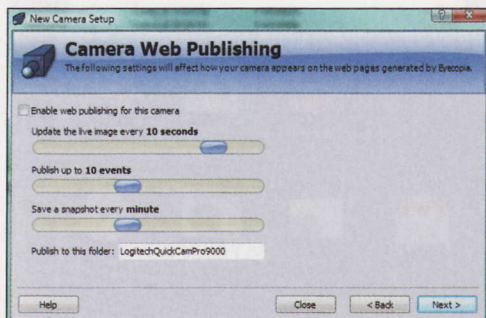 New Camera Setup
Camera Web Publishing
The following settings will affect how your camera appears on the web pages generated by Eyecopia.
Enable web publishing for this camera
Update the live image every 10 seconds
Publish up to 10 events
Save a snapshot every minute
Publish to this folder: LogitechQuickCamPro9000
Help
Close
< Back
Next >